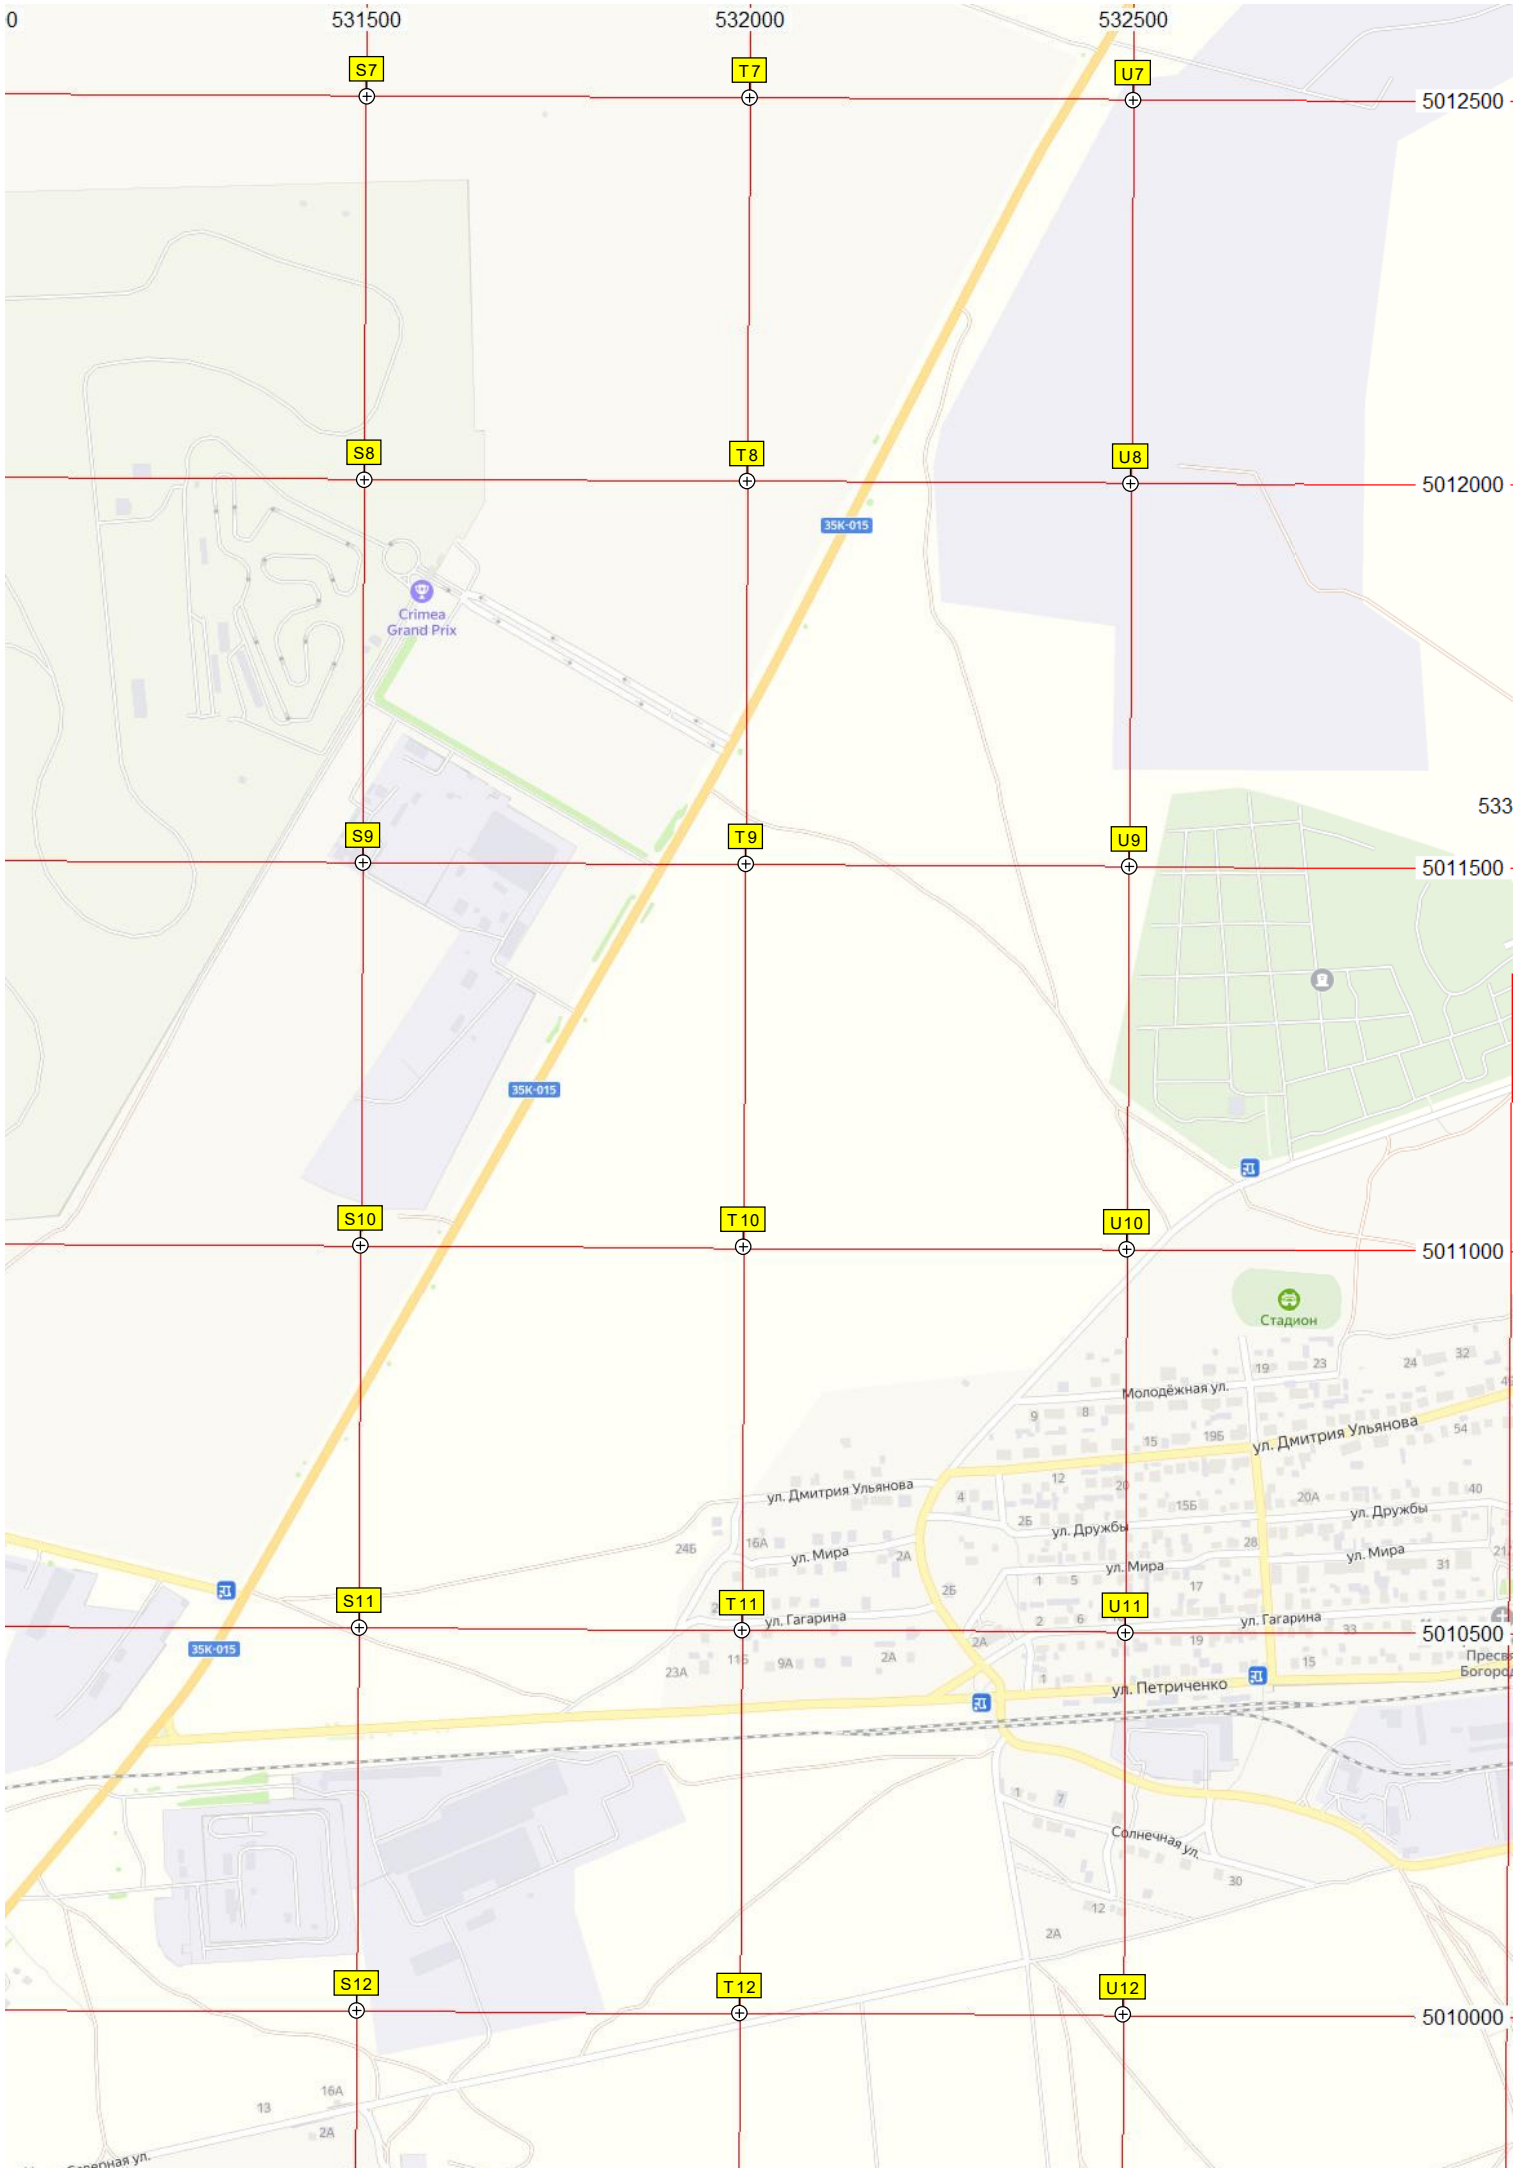 0 531500 532000 532500
S7 T7 U7
5012500
S8 T8 U8
5012000
35K-015
Crimea
Grand Prix
533
S9 T9 U9
5011500
35K-015
S10 T10 U10
5011000
Стадион
19 23 24 32
Молодёжная ул.
9 8
15 19Б ул. Дмитрия Ульянова 54
12 20
ул. Дмитрия Ульянова 4 15Б 20А 40
2Б ул. Дружбы ул. Дружбы
24Б 16А ул. Мира 2А 28
ул. Мира ул. Мира 31
2Б 1 5 17
S11 T11 U11
ул. Гагарина 2 6 ул. Гагарина 33
5010500
35K-015
23А 11Б 9А 2А 2А 19 15
1 ул. Петриченко
1 7
Солнечная ул.
30
12
2А
S12 T12 U12
5010000
16А
13
2А